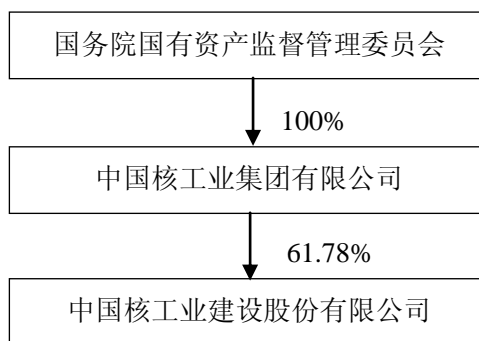 国务院国有资产监督管理委员会
100%
中国核工业集团有限公司
61.78%
中国核工业建设股份有限公司